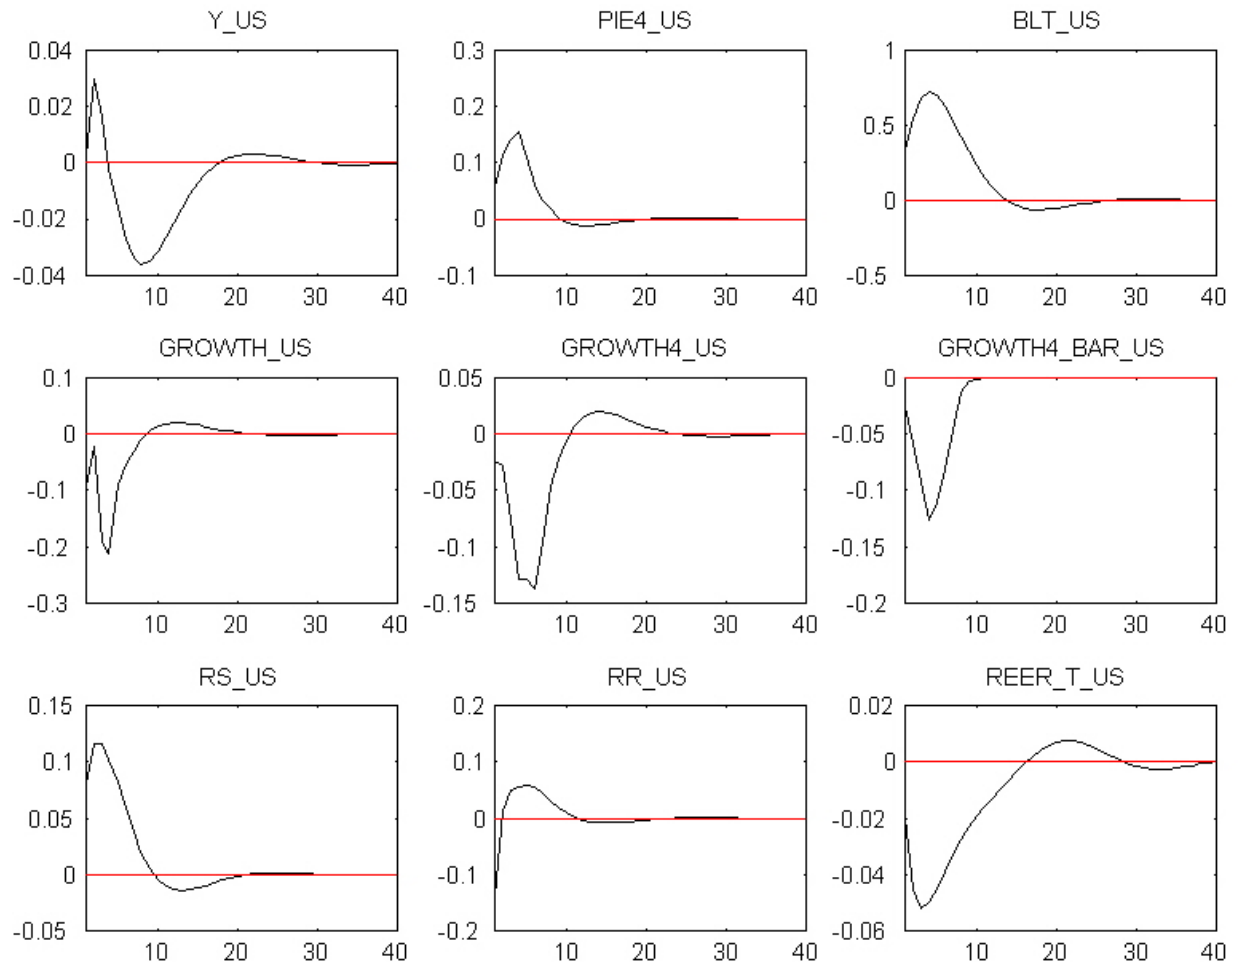 Y_US PIE4_US BLT_US
0.04 0.3 1
0.02 0.2 0.5
0 0.1 0
-0.02 0 -0.5
-0.04 -0.1
10 20 30 40 10 20 30 40 10 20 30 40
GROWTH_US GROWTH4_US GROWTH4_BAR_US
0.1 0.05 0
0 0 -0.05
-0.1 -0.05 -0.1
-0.2 -0.1 -0.15
-0.3 -0.15 -0.2
10 20 30 40 10 20 30 40 10 20 30 40
RS_US RR_US REER_T_US
0.15 0.2 0.02
0.1 0.1 0
0.05 0 -0.02
0 -0.1 -0.04
-0.05 -0.2 -0.06
10 20 30 40 10 20 30 40 10 20 30 40